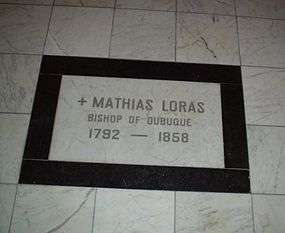 + MATHIAS LORAS
BISHOP OF DUBUQUE
1792 — 1858